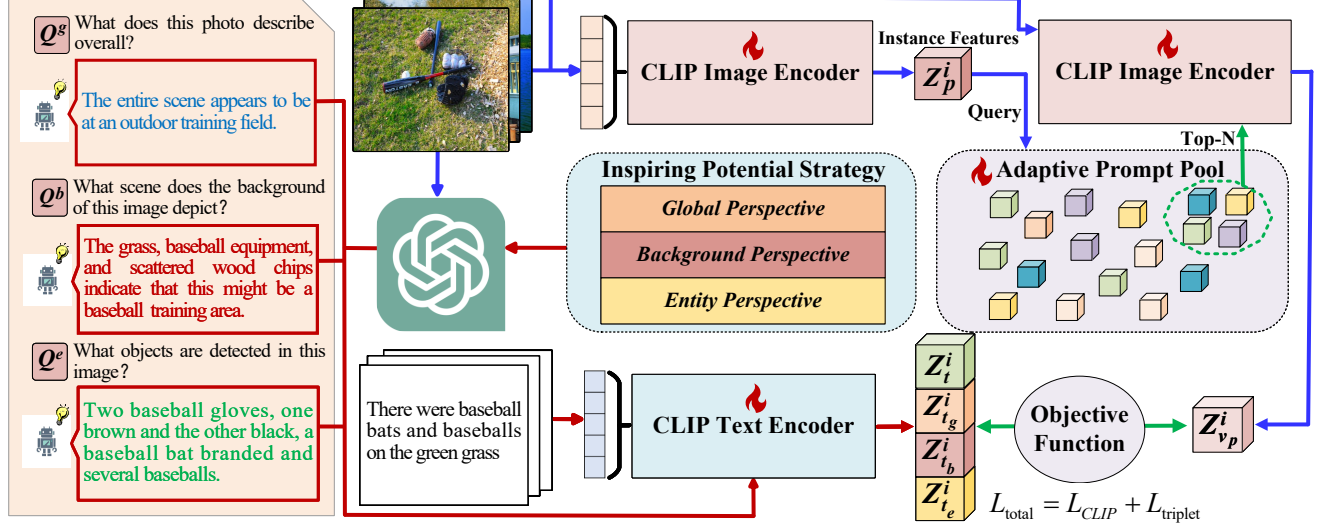 Q^g What does this photo describe
overall?
The entire scene appears to be
at an outdoor training field.
Q^b What scene does the background
of this image depict?
The grass, baseball equipment,
and scattered wood chips
indicate that this might be a
baseball training area.
Q^e What objects are detected in this
image?
Two baseball gloves, one
brown and the other black, a
baseball bat branded and
several baseballs.
CLIP Image Encoder
Instance Features
Z_p^i
Query
CLIP Image Encoder
Top-N
Inspiring Potential Strategy
Global Perspective
Background Perspective
Entity Perspective
Adaptive Prompt Pool
There were baseball
bats and baseballs
on the green grass
CLIP Text Encoder
Z_t^i
Z_{t_g}^i
Z_{t_b}^i
Z_{t_e}^i
Objective
Function
Z_{v_p}^i
L_total = L_CLIP + L_triplet